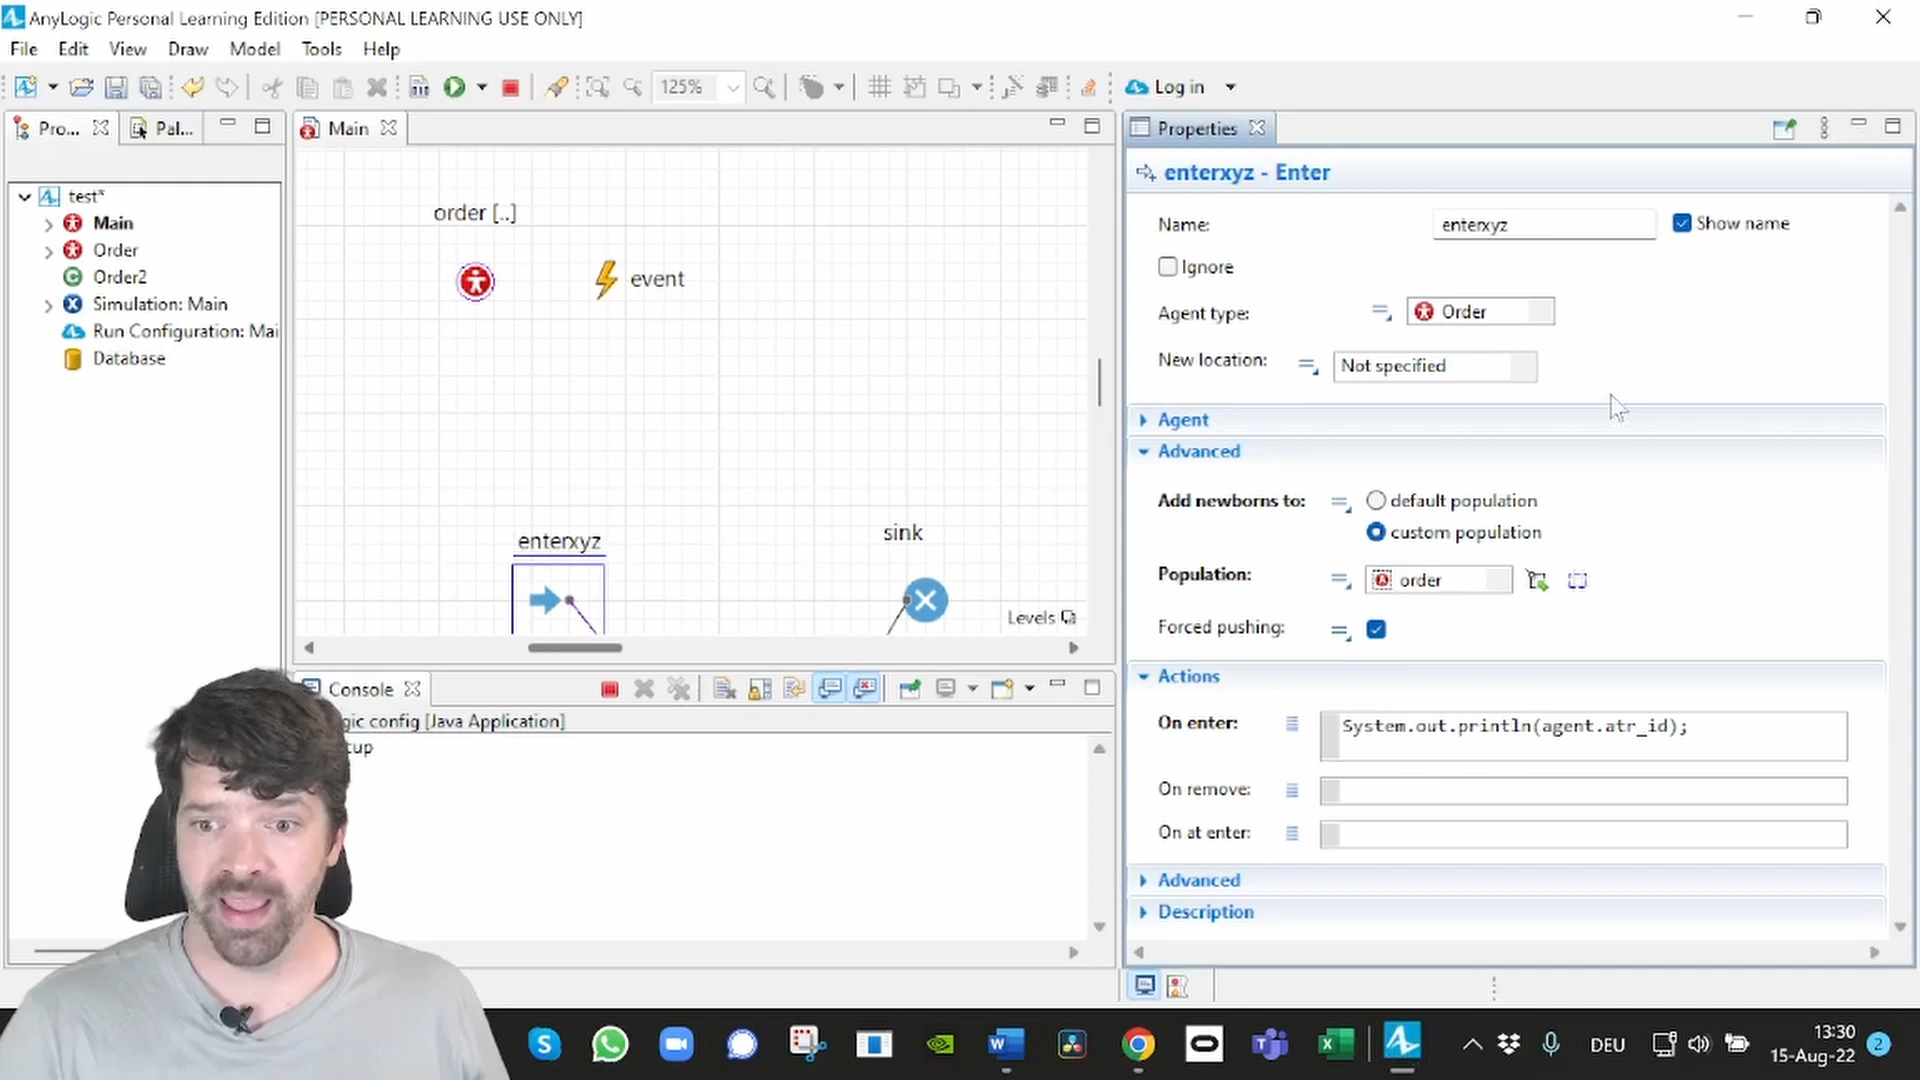 AnyLogic Personal Learning Edition [PERSONAL LEARNING USE ONLY]
File Edit View Draw Model Tools Help
125%
Log in
Pro...
Pal...
Main
Properties
test*
Main
Order
Order2
Simulation: Main
Run Configuration: Mai
Database
order [..]
event
enterxyz
sink
Levels
Console
gic config [Java Application]
tup
enterxyz - Enter
Name:
enterxyz
Show name
Ignore
Agent type:
Order
New location:
Not specified
Agent
Advanced
Add newborns to:
default population
custom population
Population:
order
Forced pushing:
Actions
On enter:
System.out.println(agent.atr_id);
On remove:
On at enter:
Advanced
Description
DEU
13:30
15-Aug-22
2